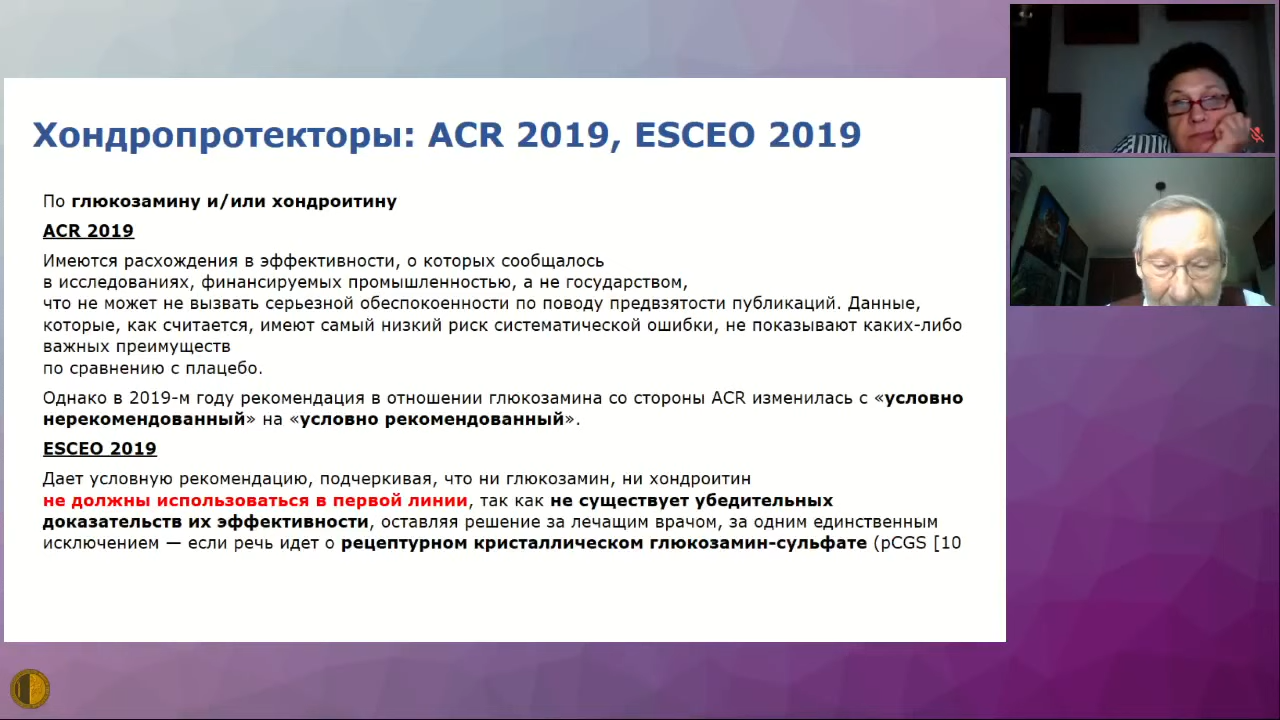 Хондропротекторы: ACR 2019, ESCEO 2019
По глюкозамину и/или хондроитину
ACR 2019
Имеются расхождения в эффективности, о которых сообщалось
в исследованиях, финансируемых промышленностью, а не государством,
что не может не вызвать серьезной обеспокоенности по поводу предвзятости публикаций. Данные,
которые, как считается, имеют самый низкий риск систематической ошибки, не показывают каких-либо
важных преимуществ
по сравнению с плацебо.
Однако в 2019-м году рекомендация в отношении глюкозамина со стороны ACR изменилась с «условно
нерекомендованный» на «условно рекомендованный».
ESCEO 2019
Дает условную рекомендацию, подчеркивая, что ни глюкозамин, ни хондроитин
не должны использоваться в первой линии, так как не существует убедительных
доказательств их эффективности, оставляя решение за лечащим врачом, за одним единственным
исключением — если речь идет о рецептурном кристаллическом глюкозамин-сульфате (pCGS [10